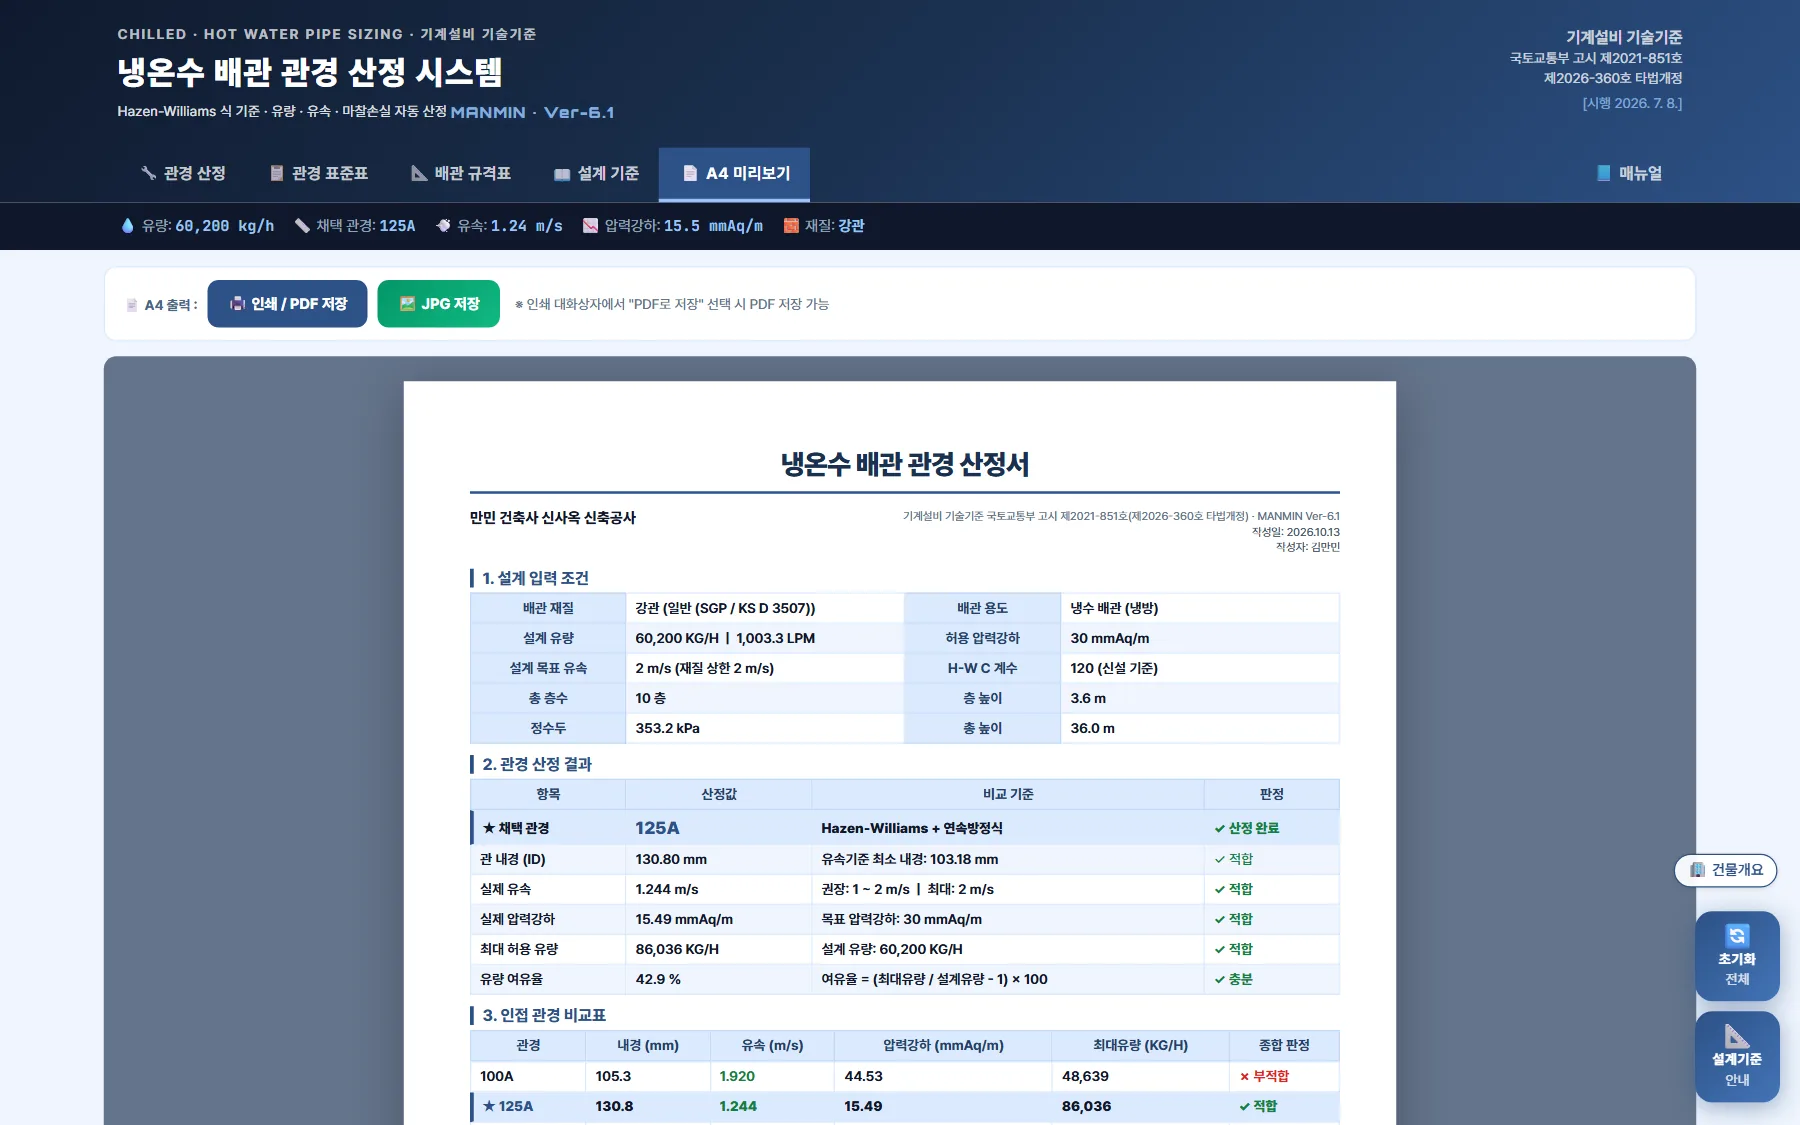 CHILLED · HOT WATER PIPE SIZING · 기계설비 기술기준
냉온수 배관 관경 산정 시스템
Hazen-Williams 식 기준 · 유량 · 유속 · 마찰손실 자동 산정 MANMIN · Ver-6.1
기계설비 기술기준
국토교통부 고시 제2021-851호
제2026-360호 타법개정
[시행 2026. 7. 8.]
관경 산정 관경 표준표 배관 규격표 설계 기준 A4 미리보기 매뉴얼
유량: 60,200 kg/h 채택 관경: 125A 유속: 1.24 m/s 압력강하: 15.5 mmAq/m 재질: 강관
A4 출력 : 인쇄 / PDF 저장 JPG 저장 ※ 인쇄 대화상자에서 "PDF로 저장" 선택 시 PDF 저장 가능
냉온수 배관 관경 산정서
만민 건축사 신사옥 신축공사
기계설비 기술기준 국토교통부 고시 제2021-851호(제2026-360호 타법개정) · MANMIN Ver-6.1
작성일: 2026.10.13
작성자: 김만민
1. 설계 입력 조건
배관 재질 강관 (일반 (SGP / KS D 3507)) 배관 용도 냉수 배관 (냉방)
설계 유량 60,200 KG/H | 1,003.3 LPM 허용 압력강하 30 mmAq/m
설계 목표 유속 2 m/s (재질 상한 2 m/s) H-W C 계수 120 (신설 기준)
총 층수 10 층 층 높이 3.6 m
정수두 353.2 kPa 총 높이 36.0 m
2. 관경 산정 결과
항목 산정값 비교 기준 판정
★ 채택 관경 125A Hazen-Williams + 연속방정식 ✓ 산정 완료
관 내경 (ID) 130.80 mm 유속기준 최소 내경: 103.18 mm ✓ 적합
실제 유속 1.244 m/s 권장: 1 ~ 2 m/s | 최대: 2 m/s ✓ 적합
실제 압력강하 15.49 mmAq/m 목표 압력강하: 30 mmAq/m ✓ 적합
최대 허용 유량 86,036 KG/H 설계 유량: 60,200 KG/H ✓ 적합
유량 여유율 42.9 % 여유율 = (최대유량 / 설계유량 - 1) × 100 ✓ 충분
3. 인접 관경 비교표
관경 내경 (mm) 유속 (m/s) 압력강하 (mmAq/m) 최대유량 (KG/H) 종합 판정
100A 105.3 1.920 44.53 48,639 × 부적합
★ 125A 130.8 1.244 15.49 86,036 ✓ 적합
건물개요
초기화
전체
설계기준
안내